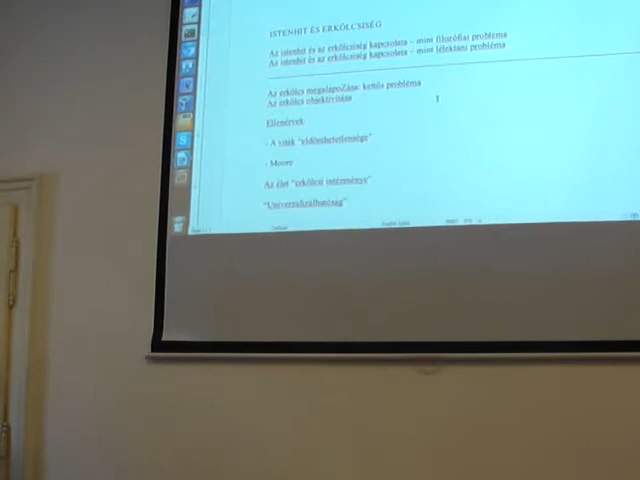 ISTENHIT ÉS ERKÖLCSISÉG
Az istenhit és az erkölcsiség kapcsolata – mint filozófiai probléma
Az istenhit és az erkölcsiség kapcsolata – mint lélektani probléma
Az erkölcs megalapoZása: kettős probléma
Az erkölcs objektivitása
Ellenérvek:
- A viták "eldönthetetlensége"
- Moore
Az élet "erkölcsi intézménye"
"Univerzalizálhatóság"